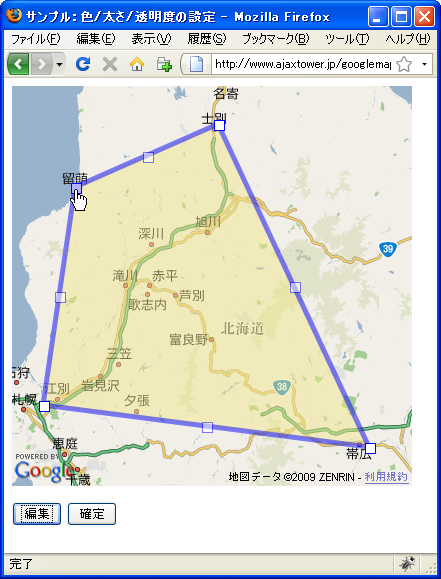 サンプル: 色/太さ/透明度の設定 - Mozilla Firefox
ファイル(F) 編集(E) 表示(V) 履歴(S) ブックマーク(B) ツール(T) ヘルプ(H)
http://www.ajaxtower.jp/googlemap
名寄
士別
留萌
旭川
深川
39
滝川 赤平
歌志内 芦別
北海道
富良野
三笠
石狩
38
江別 岩見沢
札幌
夕張
恵庭
帯広
千歳
POWERED BY
Google
地図データ ©2009 ZENRIN - 利用規約
編集 確定
完了